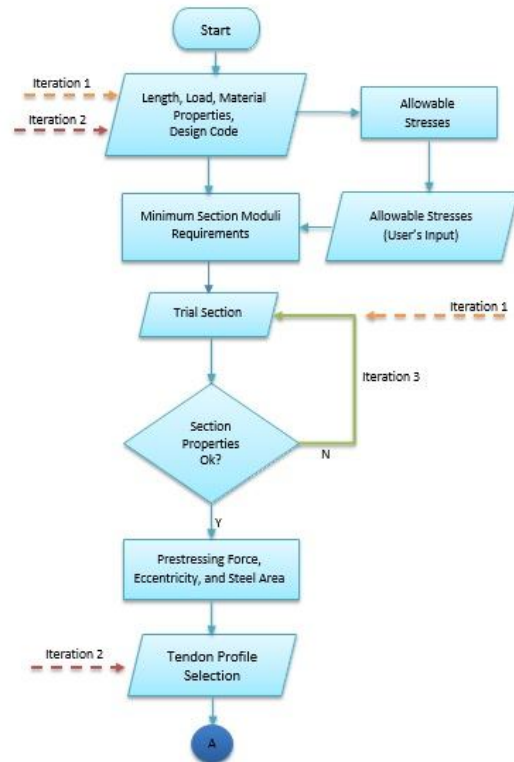 Start
Iteration 1
Iteration 2
Length, Load, Material
Properties,
Design Code
Allowable
Stresses
Minimum Section Moduli
Requirements
Allowable Stresses
(User's Input)
Trial Section
Iteration 1
Iteration 3
Section
Properties
Ok?
N
Y
Prestressing Force,
Eccentricity, and Steel Area
Iteration 2
Tendon Profile
Selection
A